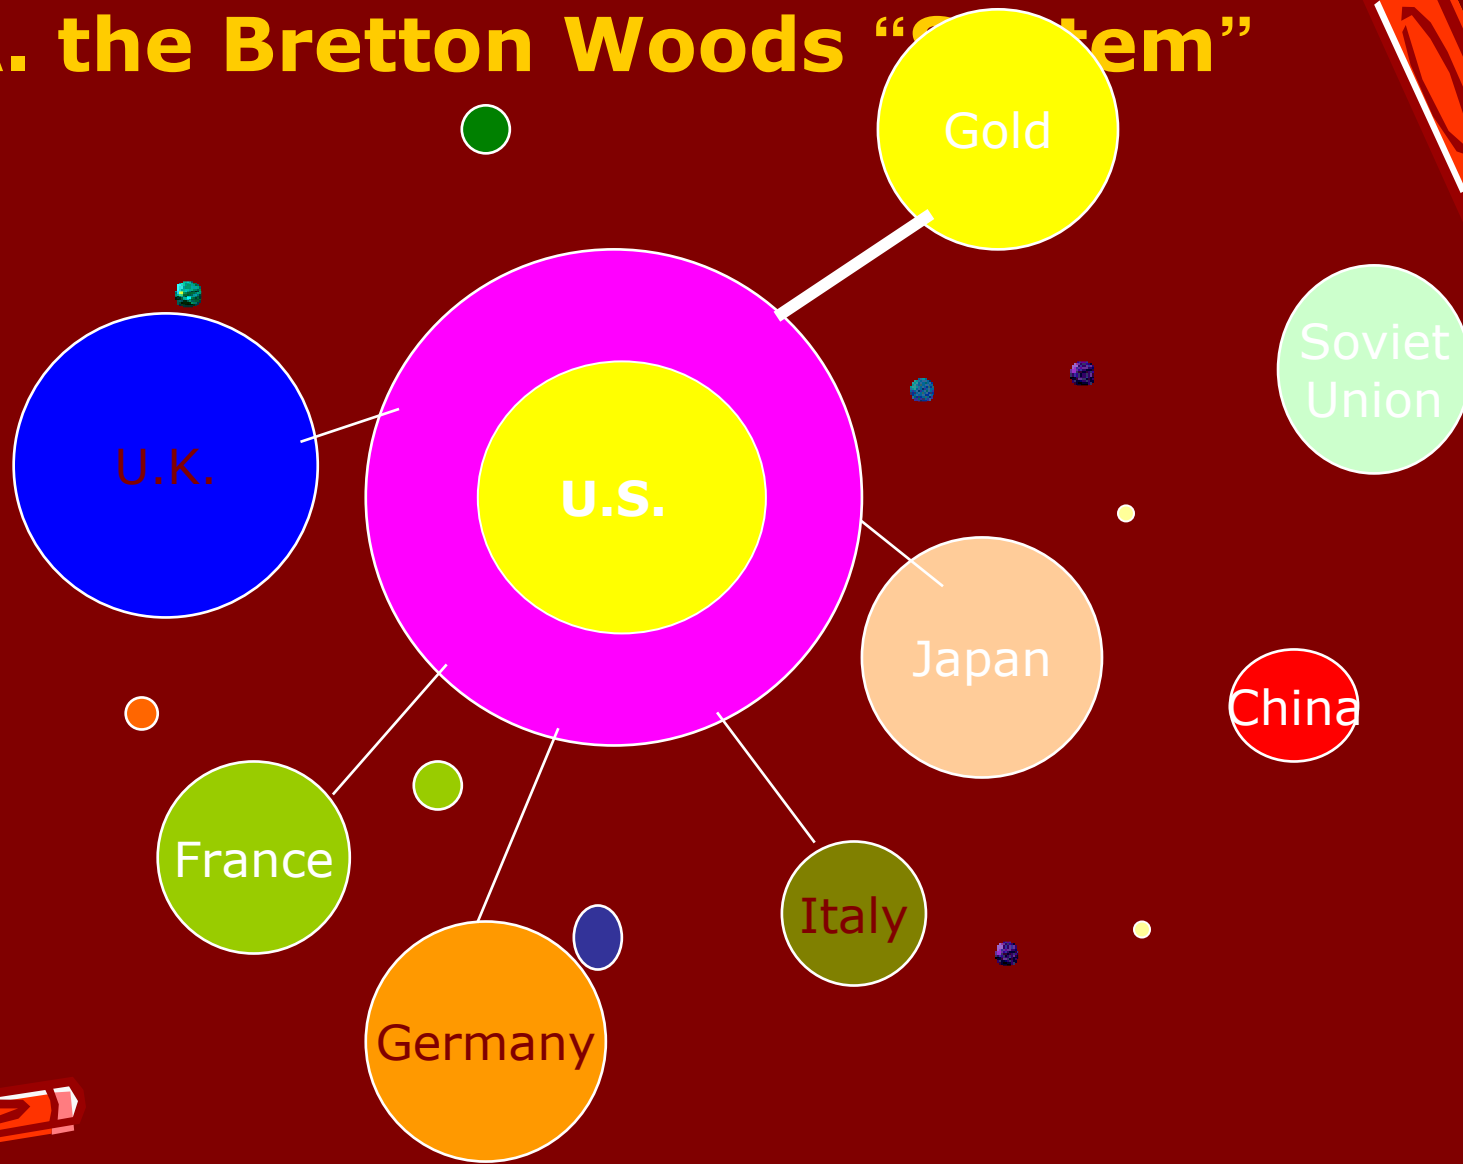 . the Bretton Woods “S tem”
Gold
Soviet
Union
U.K.
U.S.
Japan
China
France
Italy
Germany